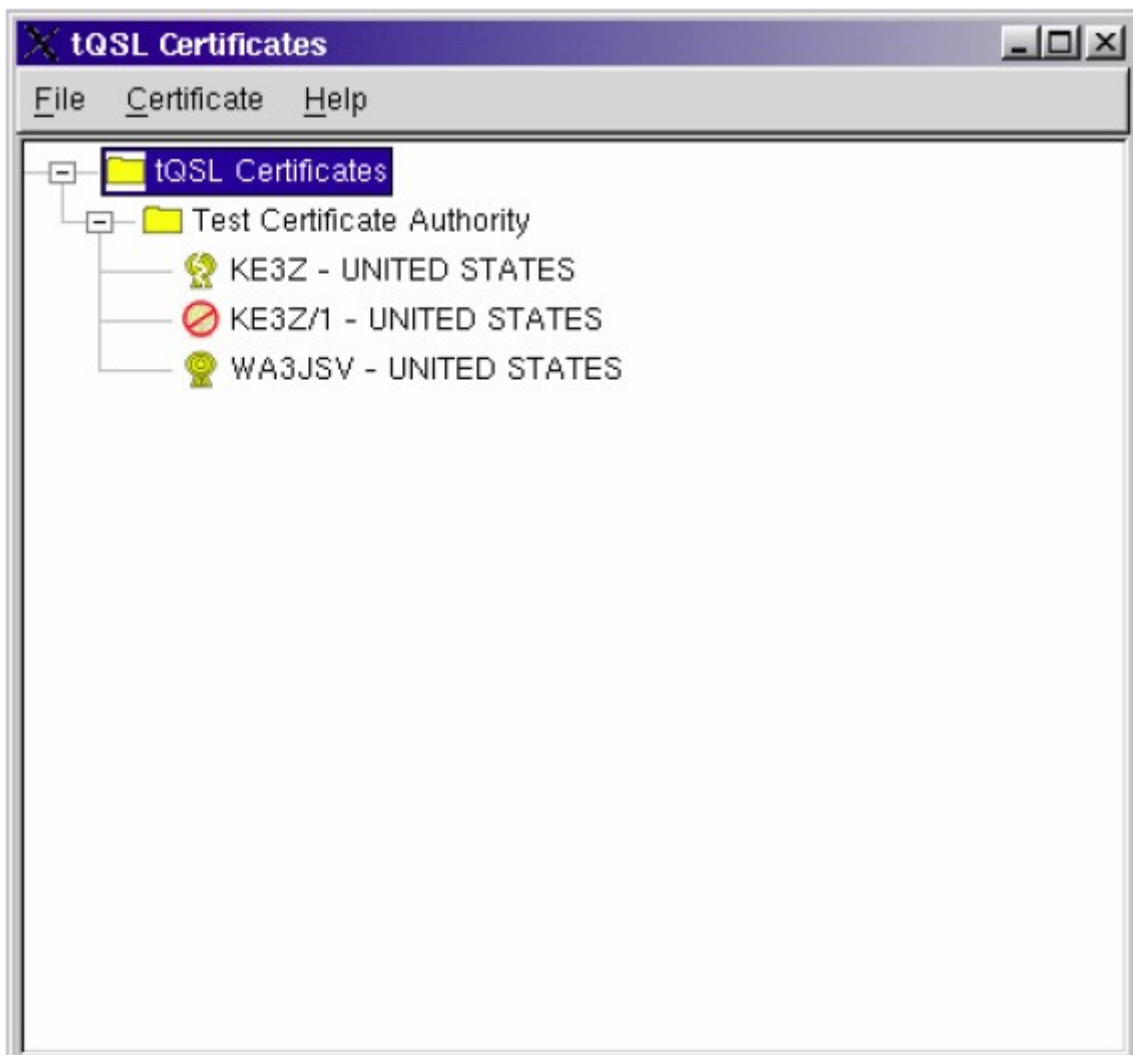 tQSL Certificates
File Certificate Help
tQSL Certificates
Test Certificate Authority
KE3Z - UNITED STATES
KE3Z/1 - UNITED STATES
WA3JSV - UNITED STATES